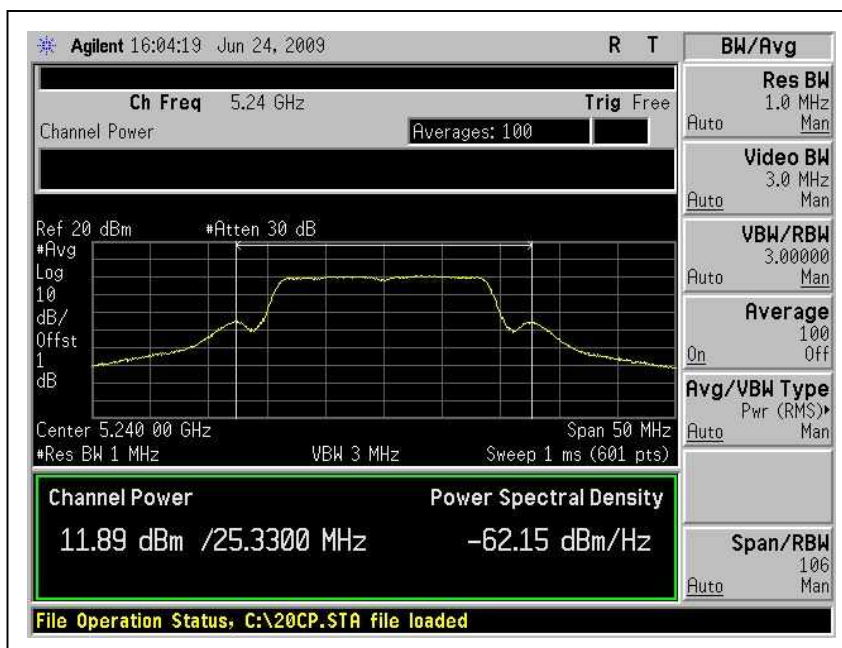 Agilent 16:04:19 Jun 24, 2009 R T
Ch Freq 5.24 GHz Trig Free
Channel Power Averages: 100
Ref 20 dBm #Atten 30 dB
#Avg
Log
10
dB/
Offst
1
dB
Center 5.240 00 GHz Span 50 MHz
#Res BW 1 MHz VBW 3 MHz Sweep 1 ms (601 pts)
Channel Power Power Spectral Density
11.89 dBm /25.3300 MHz -62.15 dBm/Hz
File Operation Status, C:\20CP.STA file loaded
BW/Avg
Res BW
1.0 MHz
Auto Man
Video BW
3.0 MHz
Auto Man
VBW/RBW
3.00000
Auto Man
Average
100
On Off
Avg/VBW Type
Pwr (RMS)▸
Auto Man
Span/RBW
106
Auto Man